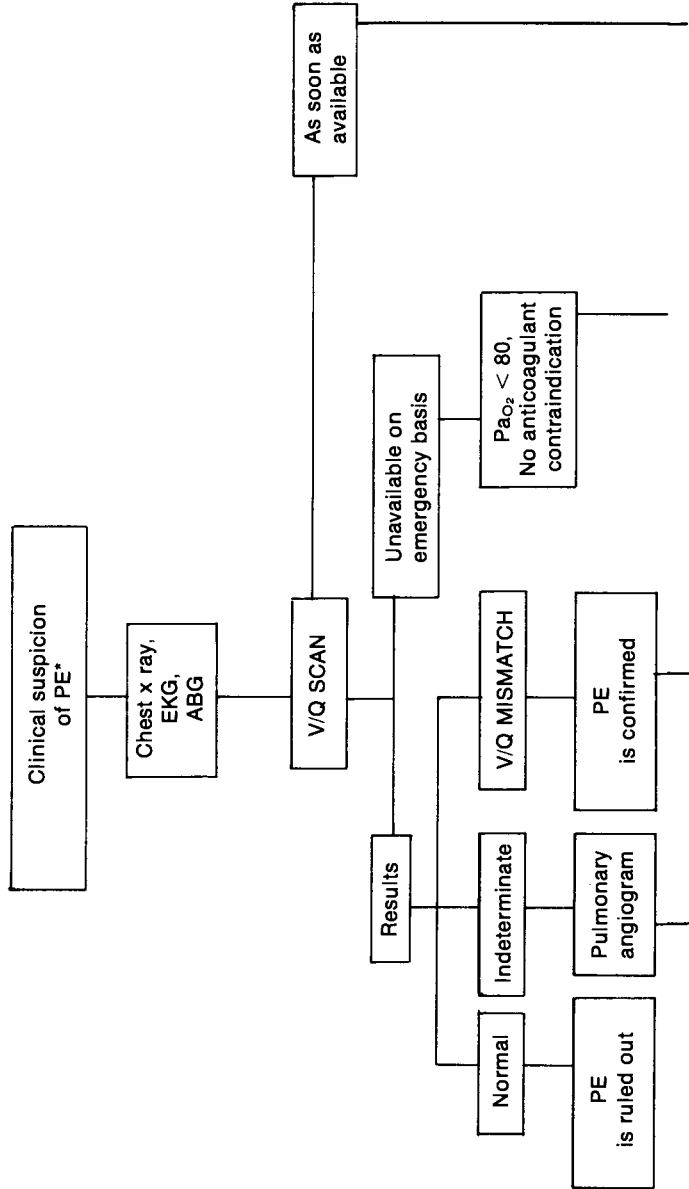 Clinical suspicion
of PE*
Chest x ray,
EKG,
ABG
V/Q SCAN
As soon as
available
Results
Unavailable on
emergency basis
Normal
Indeterminate
V/Q MISMATCH
PaO₂ < 80,
No anticoagulant
contraindication
PE
is ruled out
Pulmonary
angiogram
PE
is confirmed